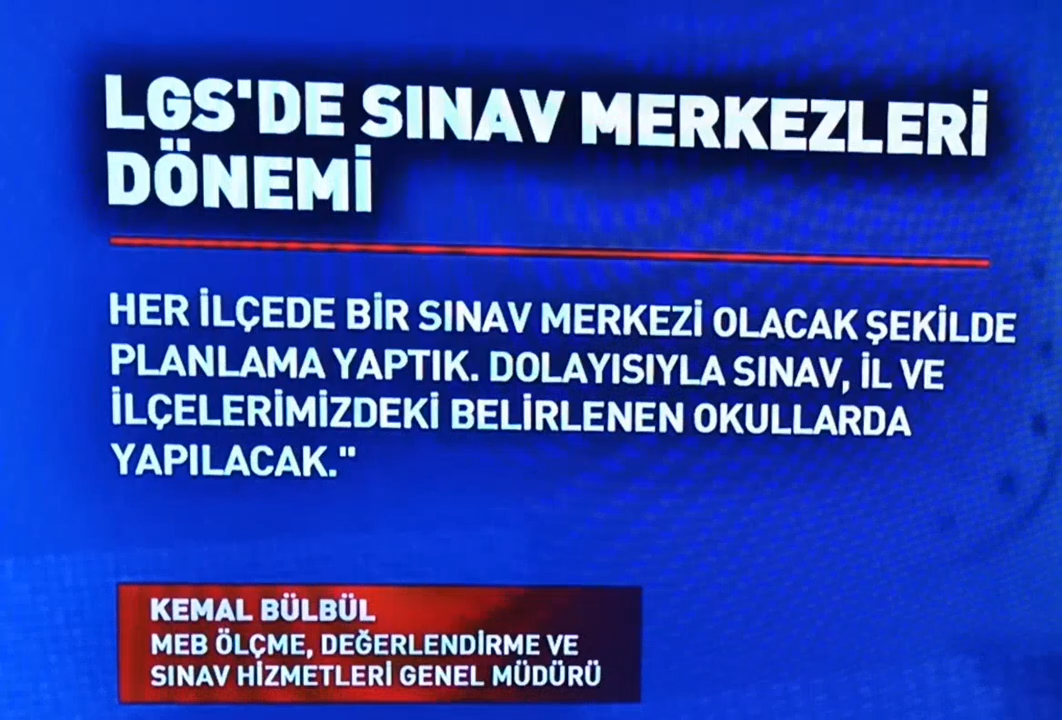 LGS'DE SINAV MERKEZLERİ
DÖNEMİ
HER İLÇEDE BİR SINAV MERKEZİ OLACAK ŞEKİLDE
PLANLAMA YAPTIK. DOLAYISIYLA SINAV, İL VE
İLÇELERİMİZDEKİ BELİRLENEN OKULLARDA
YAPILACAK."
KEMAL BÜLBÜL
MEB ÖLÇME, DEĞERLENDİRME VE
SINAV HİZMETLERİ GENEL MÜDÜRÜ